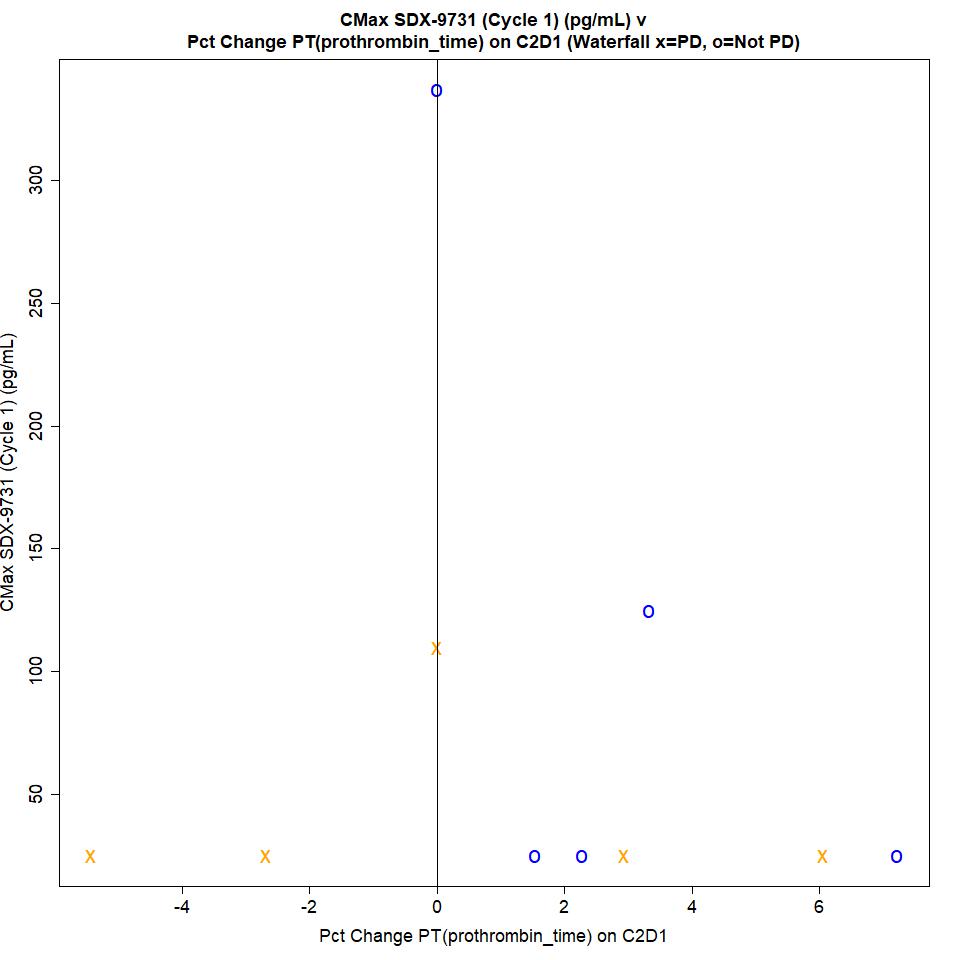 CMax SDX-9731 (Cycle 1) (pg/mL) v
Pct Change PT(prothrombin_time) on C2D1 (Waterfall x=PD, o=Not PD)
CMax SDX-9731 (Cycle 1) (pg/mL)
300
250
200
150
100
50
o
o
x
x
x
o
o
x
x
o
-4
-2
0
2
4
6
Pct Change PT(prothrombin_time) on C2D1